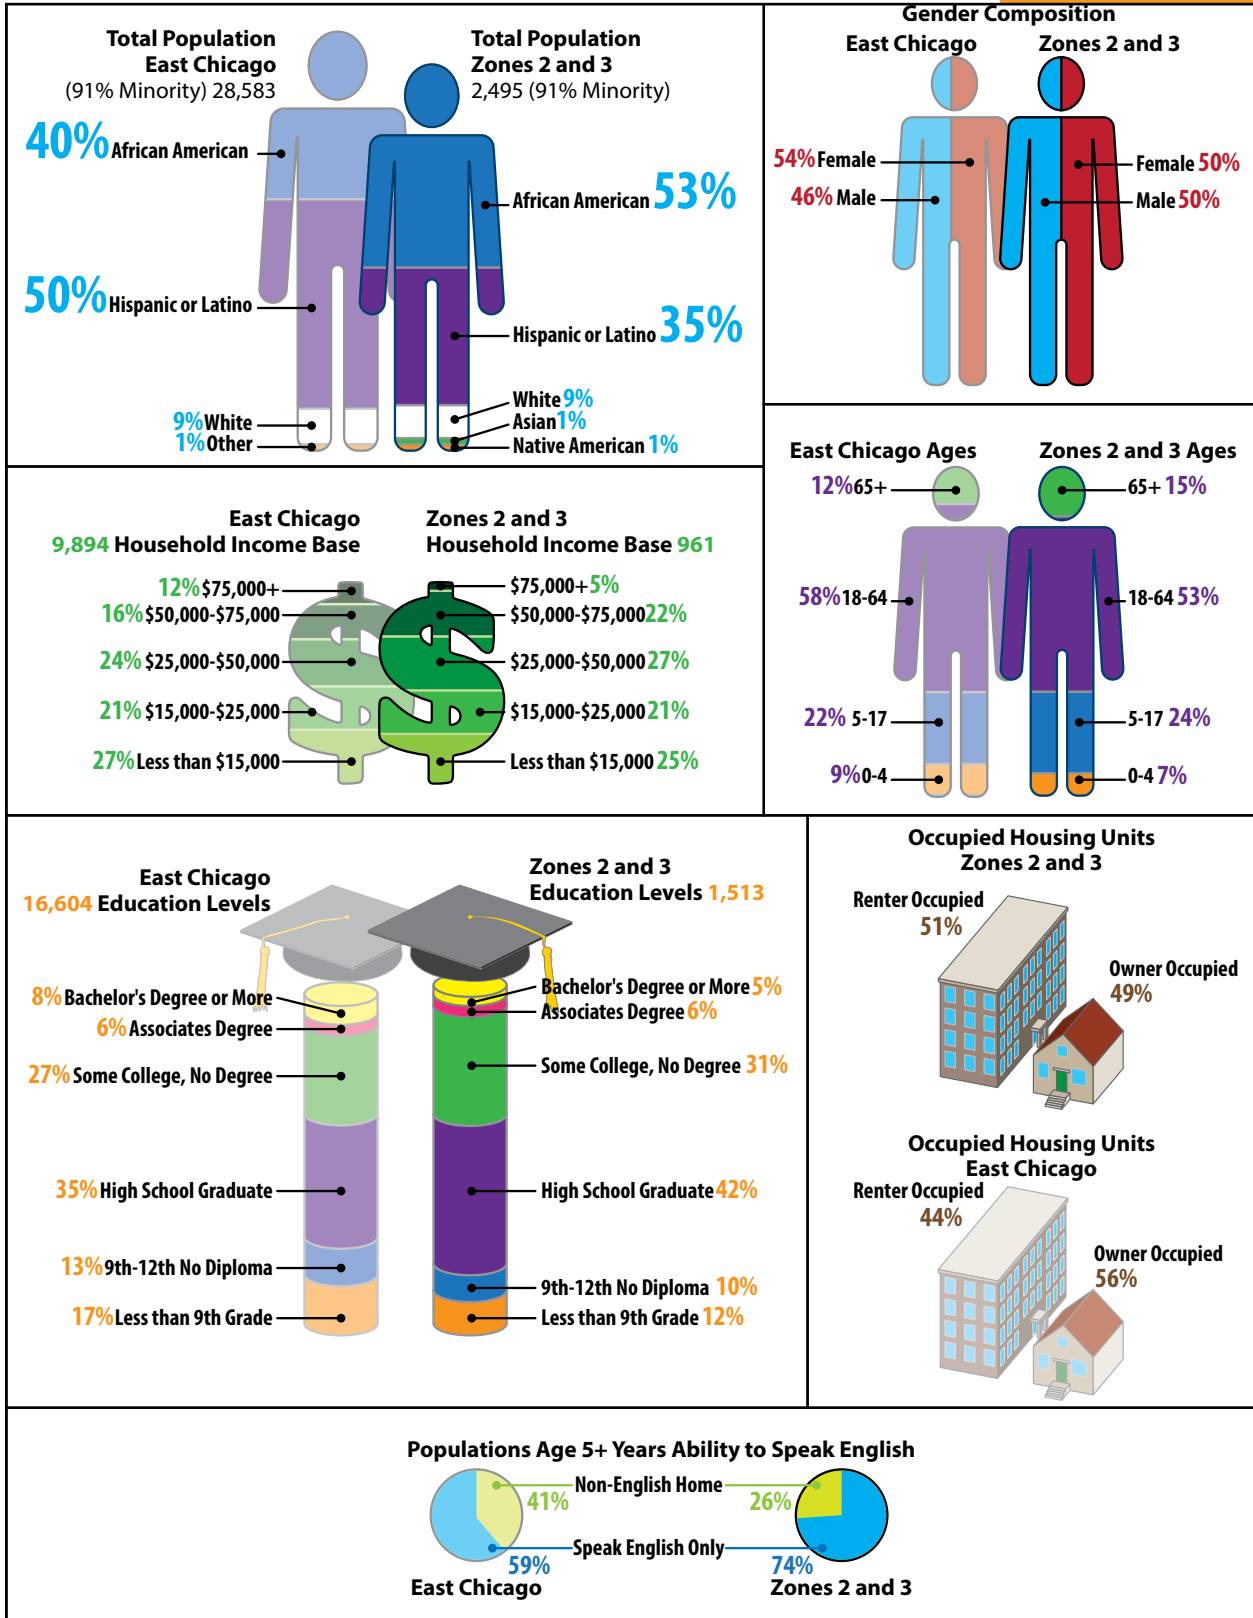 Total Population
East Chicago
(91% Minority) 28,583
Total Population
Zones 2 and 3
2,495 (91% Minority)
40% African American
50% Hispanic or Latino
9% White
1% Other
African American 53%
Hispanic or Latino 35%
White 9%
Asian 1%
Native American 1%
Gender Composition
East Chicago
Zones 2 and 3
54% Female
46% Male
Female 50%
Male 50%
East Chicago Ages
Zones 2 and 3 Ages
12% 65+
58% 18-64
22% 5-17
9% 0-4
65+ 15%
18-64 53%
5-17 24%
0-4 7%
East Chicago
9,894 Household Income Base
Zones 2 and 3
Household Income Base 961
12% $75,000+
16% $50,000-$75,000
24% $25,000-$50,000
21% $15,000-$25,000
27% Less than $15,000
$75,000+ 5%
$50,000-$75,000 22%
$25,000-$50,000 27%
$15,000-$25,000 21%
Less than $15,000 25%
East Chicago
16,604 Education Levels
Zones 2 and 3
Education Levels 1,513
8% Bachelor's Degree or More
6% Associates Degree
27% Some College, No Degree
35% High School Graduate
13% 9th-12th No Diploma
17% Less than 9th Grade
Bachelor's Degree or More 5%
Associates Degree 6%
Some College, No Degree 31%
High School Graduate 42%
9th-12th No Diploma 10%
Less than 9th Grade 12%
Occupied Housing Units
Zones 2 and 3
Renter Occupied
51%
Owner Occupied
49%
Occupied Housing Units
East Chicago
Renter Occupied
44%
Owner Occupied
56%
Populations Age 5+ Years Ability to Speak English
Non-English Home
41%
26%
Speak English Only
59%
74%
East Chicago
Zones 2 and 3